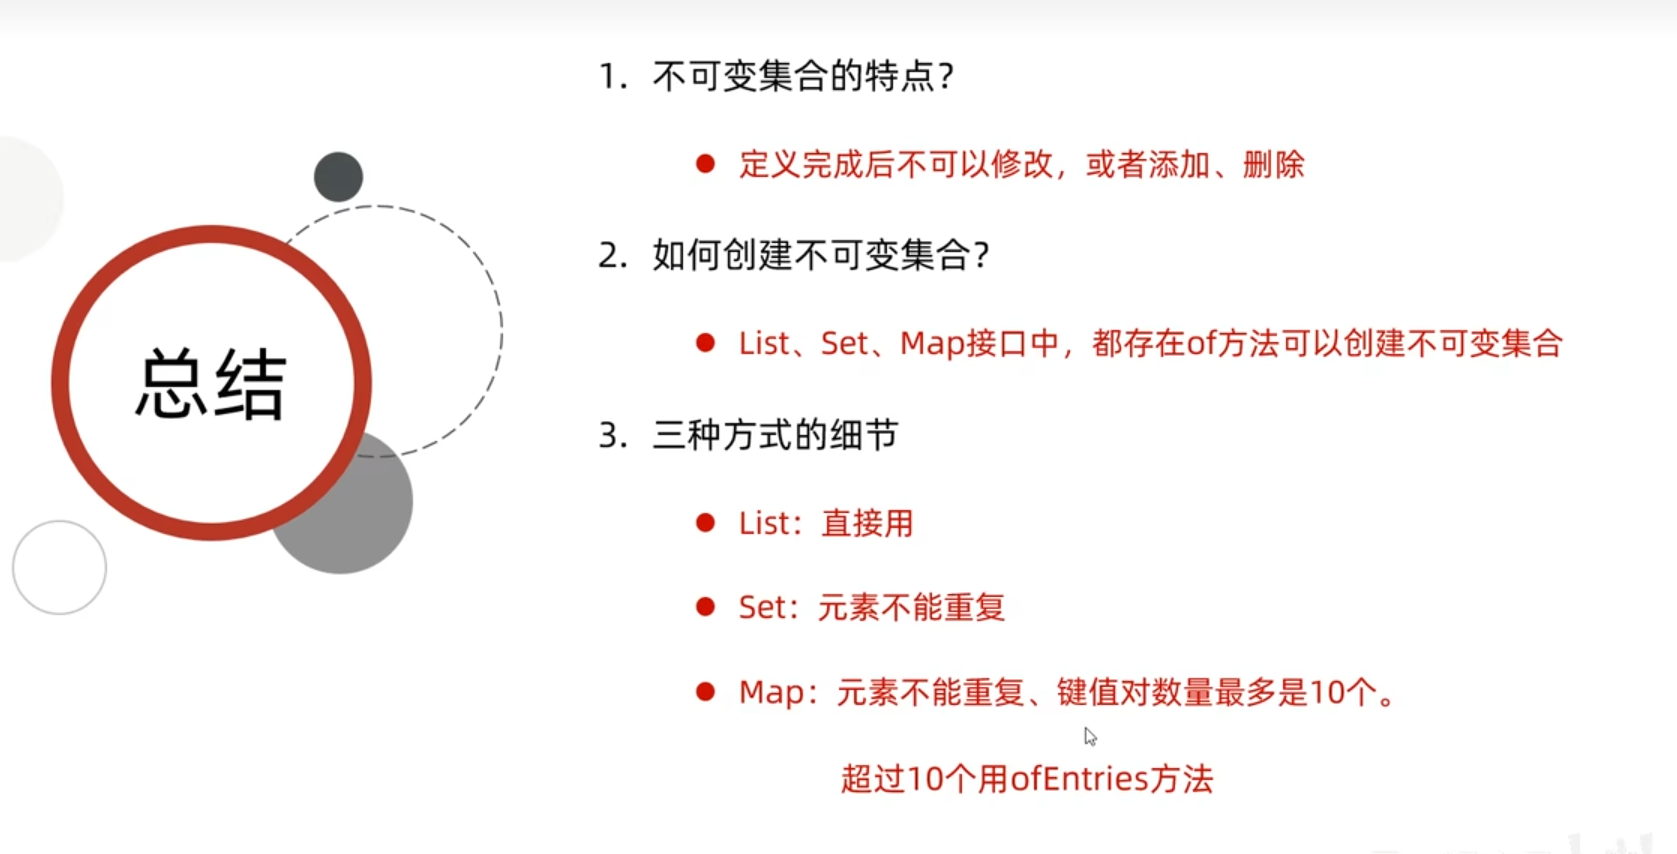 总结
1. 不可变集合的特点？
● 定义完成后不可以修改，或者添加、删除
2. 如何创建不可变集合？
● List、Set、Map接口中，都存在of方法可以创建不可变集合
3. 三种方式的细节
● List：直接用
● Set：元素不能重复
● Map：元素不能重复、键值对数量最多是10个。
超过10个用ofEntries方法